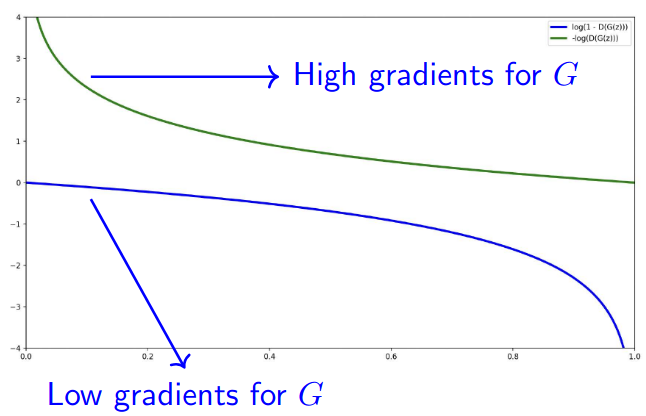 4
log(1 - D(G(z)))
-log(D(G(z)))
3
High gradients for G
2
1
0
−1
−2
−3
−4
0.0 0.2 0.4 0.6 0.8 1.0
Low gradients for G